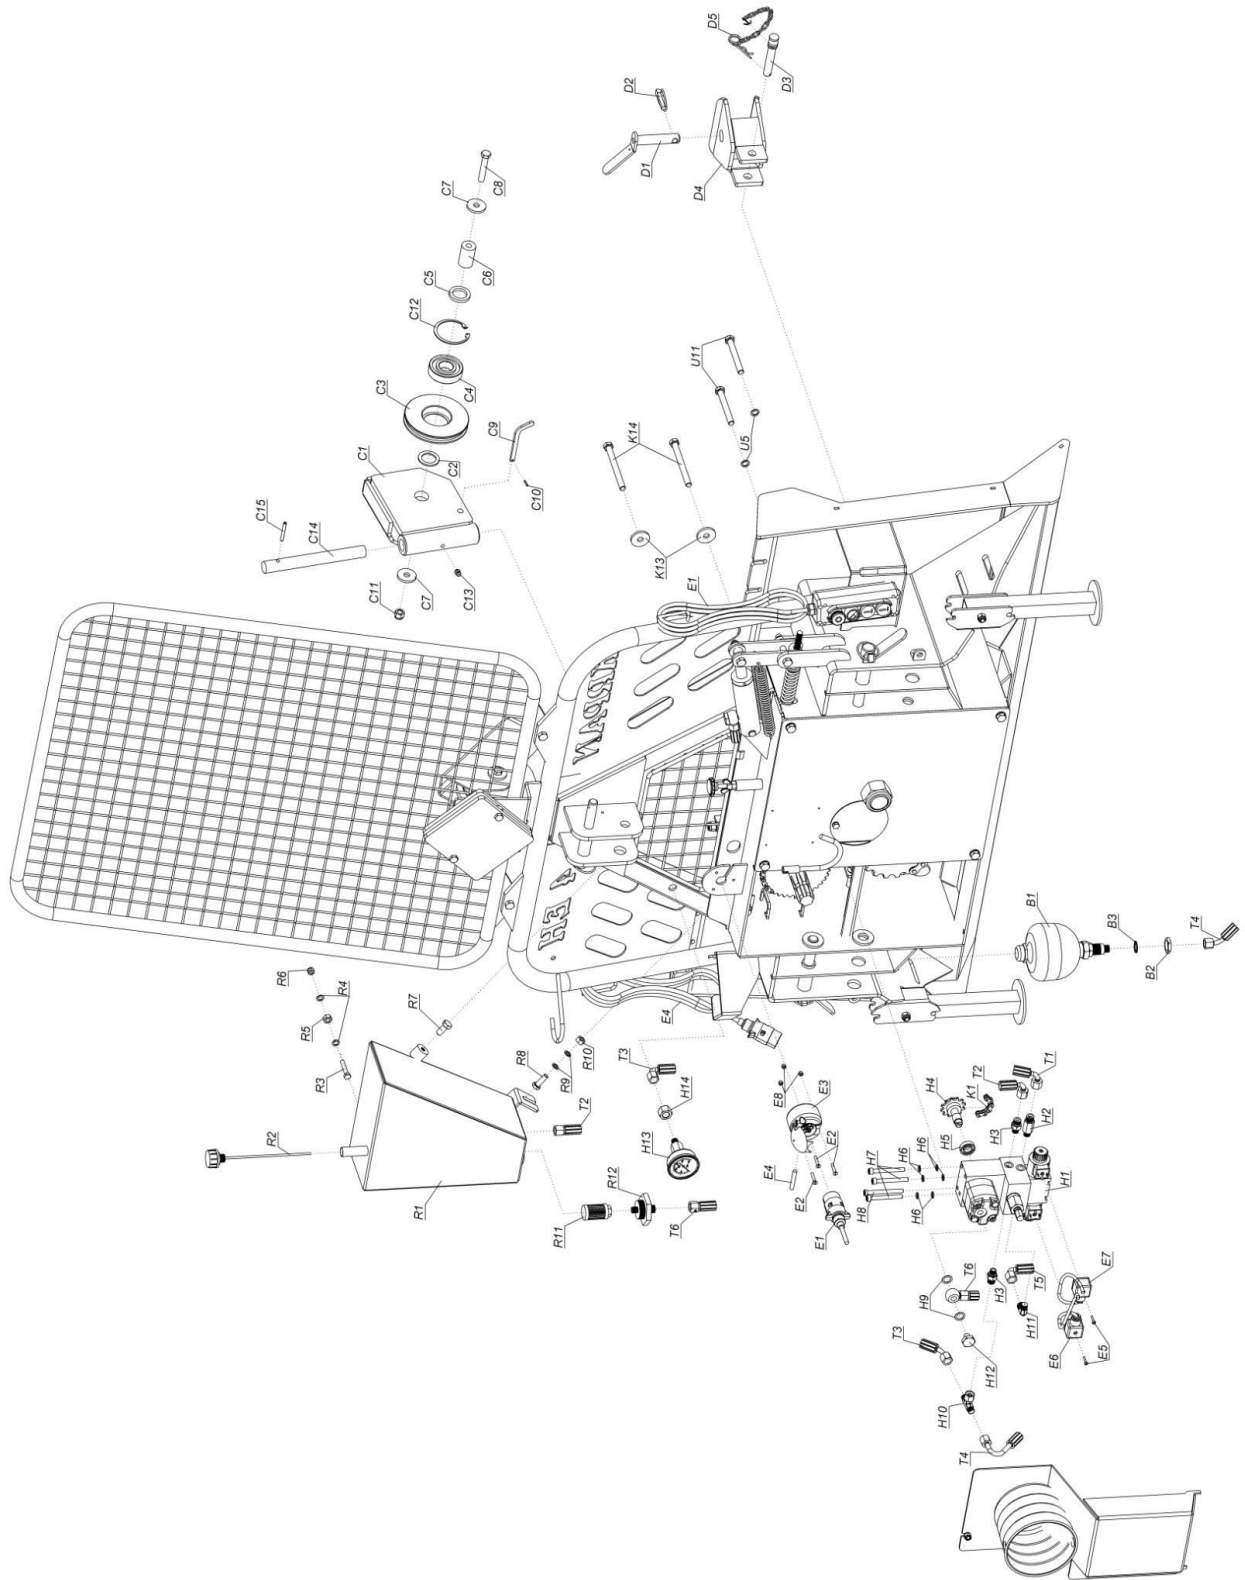 D5
D3
D2
D1
D4
C7
C8
C6
C5
C12
C4
C3
C2
C1
C9
C10
C15
C14
C11
C7
C13
U11
U5
K14
K13
E1
R6
R4
R5
R3
R7
R2
R1
R8
R9
R10
T2
E4
T3
H14
H13
R12
R11
T6
B1
B3
B2
T4
E8
E3
E2
E4
E2
E1
H4
K1
T2
T1
H5
H3
H2
H6
H6
H7
H6
H8
H1
H9
T6
H3
T5
H11
H12
E7
E6
E5
T3
H10
T4